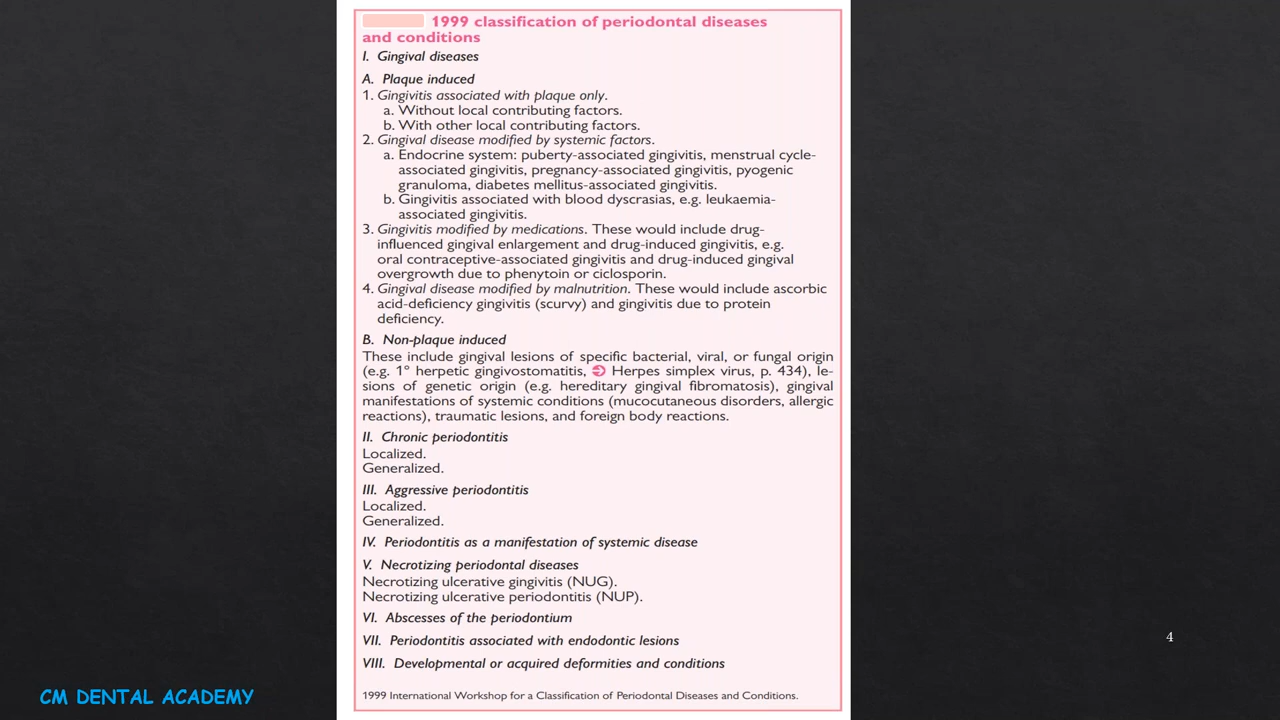 1999 classification of periodontal diseases
and conditions
I. Gingival diseases
A. Plaque induced
1. Gingivitis associated with plaque only.
a. Without local contributing factors.
b. With other local contributing factors.
2. Gingival disease modified by systemic factors.
a. Endocrine system: puberty-associated gingivitis, menstrual cycle-
associated gingivitis, pregnancy-associated gingivitis, pyogenic
granuloma, diabetes mellitus-associated gingivitis.
b. Gingivitis associated with blood dyscrasias, e.g. leukaemia-
associated gingivitis.
3. Gingivitis modified by medications. These would include drug-
influenced gingival enlargement and drug-induced gingivitis, e.g.
oral contraceptive-associated gingivitis and drug-induced gingival
overgrowth due to phenytoin or ciclosporin.
4. Gingival disease modified by malnutrition. These would include ascorbic
acid-deficiency gingivitis (scurvy) and gingivitis due to protein
deficiency.
B. Non-plaque induced
These include gingival lesions of specific bacterial, viral, or fungal origin
(e.g. 1° herpetic gingivostomatitis, ➲ Herpes simplex virus, p. 434), le-
sions of genetic origin (e.g. hereditary gingival fibromatosis), gingival
manifestations of systemic conditions (mucocutaneous disorders, allergic
reactions), traumatic lesions, and foreign body reactions.
II. Chronic periodontitis
Localized.
Generalized.
III. Aggressive periodontitis
Localized.
Generalized.
IV. Periodontitis as a manifestation of systemic disease
V. Necrotizing periodontal diseases
Necrotizing ulcerative gingivitis (NUG).
Necrotizing ulcerative periodontitis (NUP).
VI. Abscesses of the periodontium
VII. Periodontitis associated with endodontic lesions
VIII. Developmental or acquired deformities and conditions
1999 International Workshop for a Classification of Periodontal Diseases and Conditions.
4
CM DENTAL ACADEMY